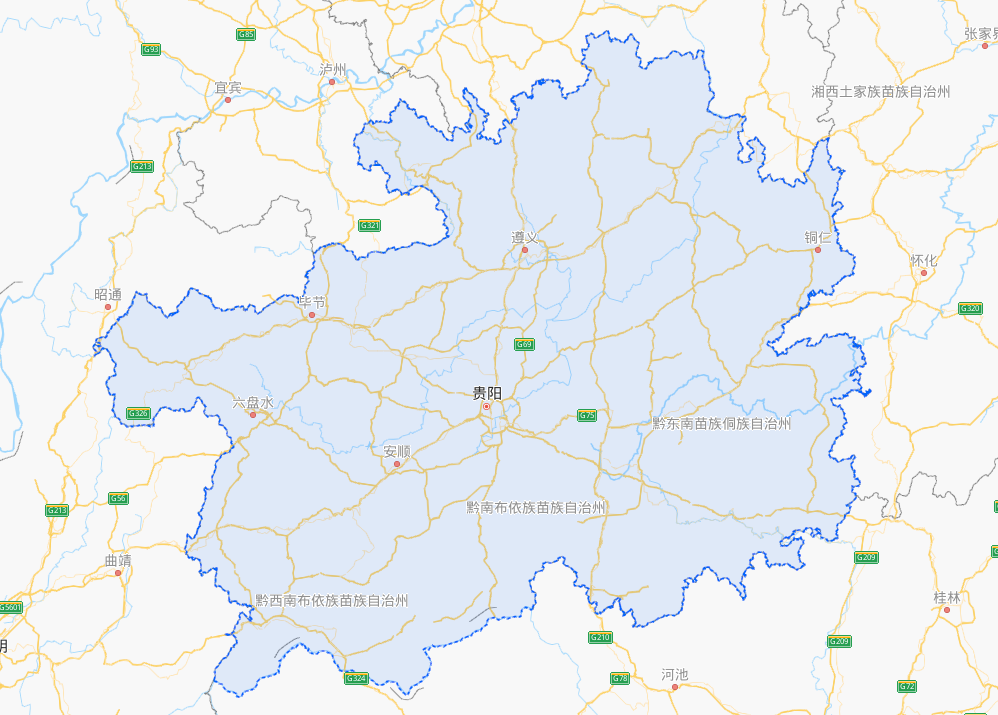 G85
张家界
G93
泸州
宜宾
湘西土家族苗族自治州
G213
G321
遵义
铜仁
怀化
昭通
毕节
G320
G69
贵阳
六盘水
G326
G75
黔东南苗族侗族自治州
安顺
G56
G213
黔南布依族苗族自治州
曲靖
G209
桂林
G5601
黔西南布依族苗族自治州
G210
G209
河池
G324
G78
G72